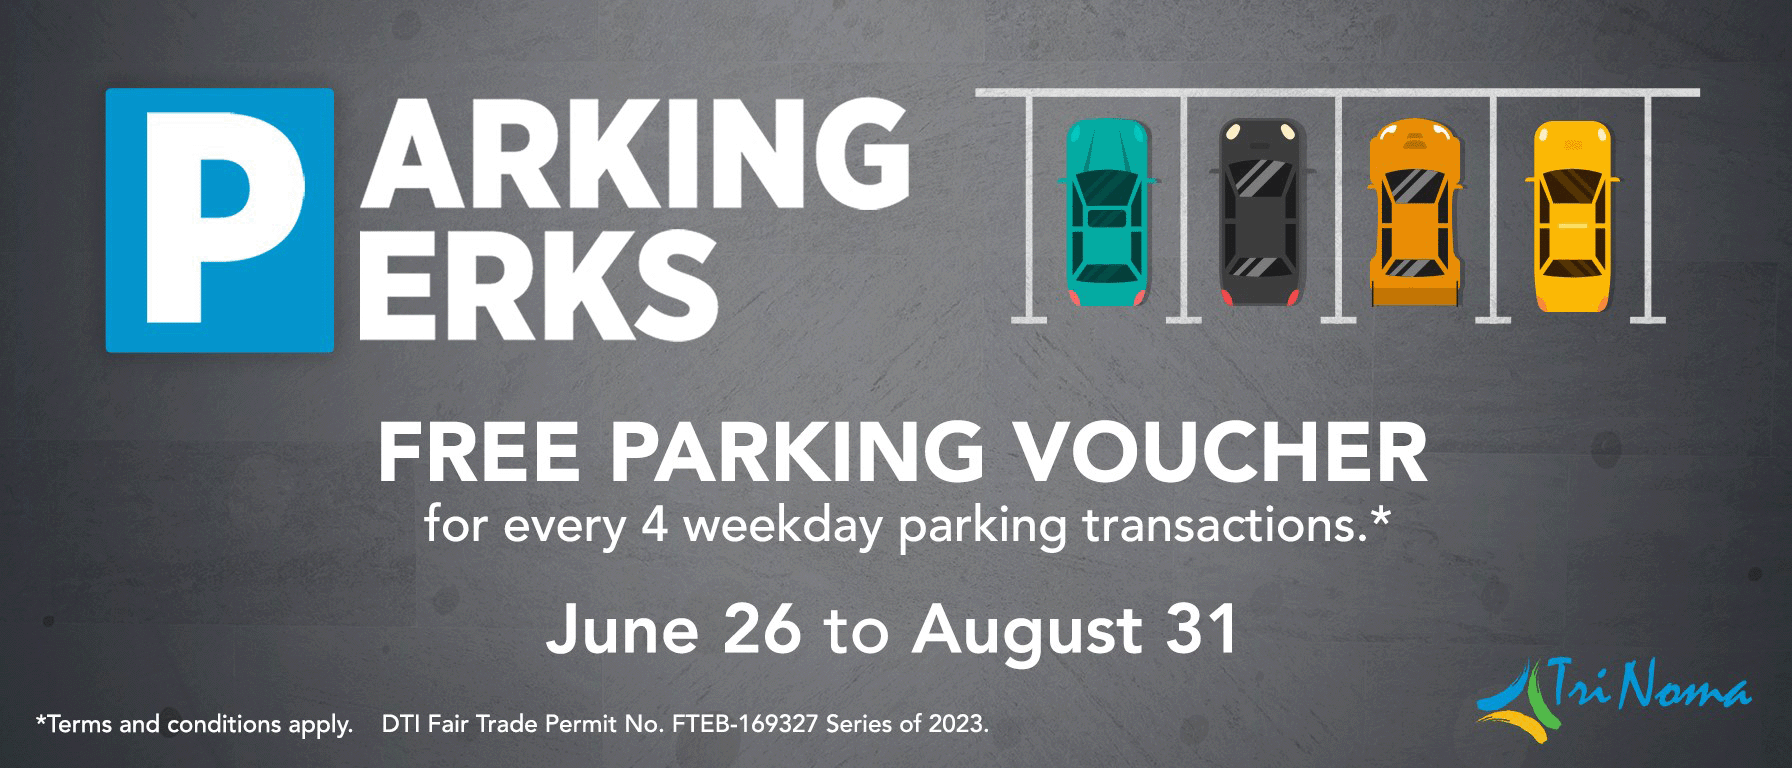 PARKING
PERKS
FREE PARKING VOUCHER
for every 4 weekday parking transactions.*
June 26 to August 31
TriNoma
*Terms and conditions apply. DTI Fair Trade Permit No. FTEB-169327 Series of 2023.